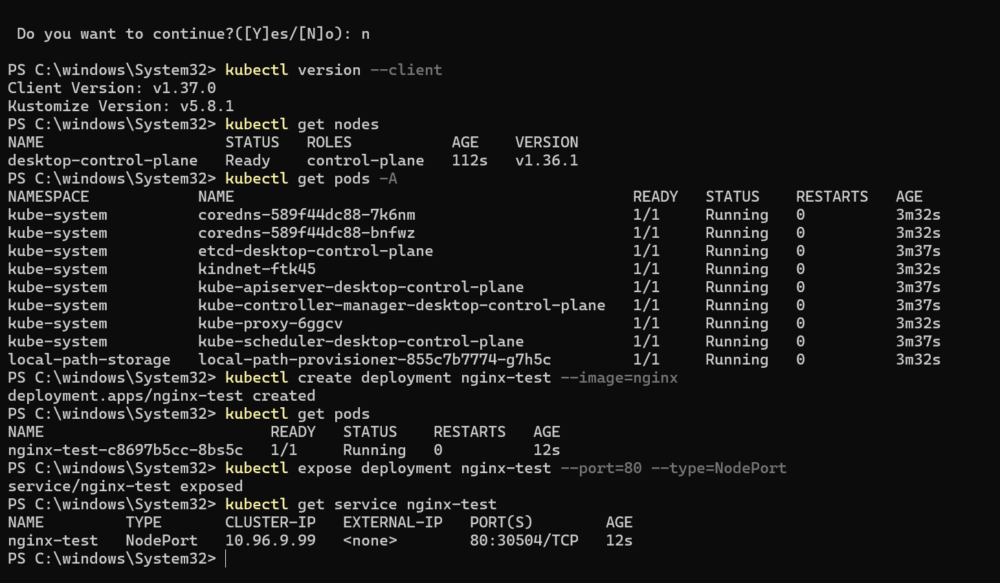 Do you want to continue?([Y]es/[N]o): n
PS C:\windows\System32> kubectl version --client
Client Version: v1.37.0
Kustomize Version: v5.8.1
PS C:\windows\System32> kubectl get nodes
NAME                    STATUS   ROLES           AGE    VERSION
desktop-control-plane   Ready    control-plane   112s   v1.36.1
PS C:\windows\System32> kubectl get pods -A
NAMESPACE            NAME                                            READY   STATUS    RESTARTS   AGE
kube-system          coredns-589f44dc88-7k6nm                        1/1     Running   0          3m32s
kube-system          coredns-589f44dc88-bnfwz                        1/1     Running   0          3m32s
kube-system          etcd-desktop-control-plane                      1/1     Running   0          3m37s
kube-system          kindnet-ftk45                                   1/1     Running   0          3m32s
kube-system          kube-apiserver-desktop-control-plane            1/1     Running   0          3m37s
kube-system          kube-controller-manager-desktop-control-plane   1/1     Running   0          3m37s
kube-system          kube-proxy-6ggcv                                1/1     Running   0          3m32s
kube-system          kube-scheduler-desktop-control-plane            1/1     Running   0          3m37s
local-path-storage   local-path-provisioner-855c7b7774-g7h5c         1/1     Running   0          3m32s
PS C:\windows\System32> kubectl create deployment nginx-test --image=nginx
deployment.apps/nginx-test created
PS C:\windows\System32> kubectl get pods
NAME                         READY   STATUS    RESTARTS   AGE
nginx-test-c8697b5cc-8bs5c   1/1     Running   0          12s
PS C:\windows\System32> kubectl expose deployment nginx-test --port=80 --type=NodePort
service/nginx-test exposed
PS C:\windows\System32> kubectl get service nginx-test
NAME         TYPE       CLUSTER-IP   EXTERNAL-IP   PORT(S)        AGE
nginx-test   NodePort   10.96.9.99   <none>        80:30504/TCP   12s
PS C:\windows\System32>